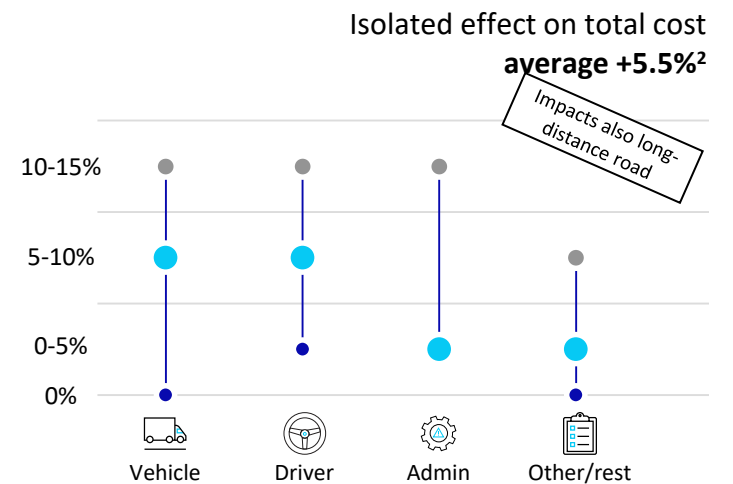 Isolated effect on total cost
average +5.5%²
Impacts also long-
distance road
10-15%
5-10%
0-5%
0%
Vehicle
Driver
Admin
Other/rest